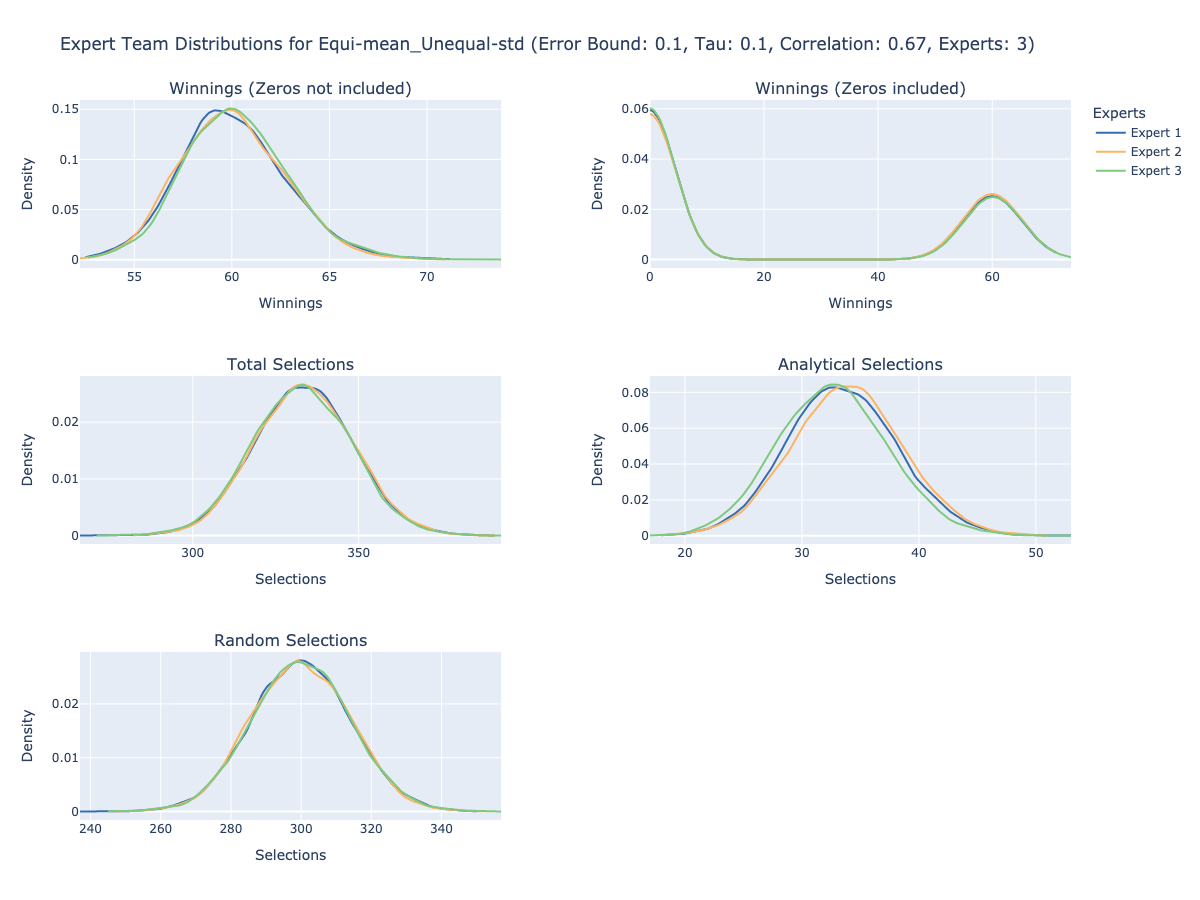 Expert Team Distributions for Equi-mean_Unequal-std (Error Bound: 0.1, Tau: 0.1, Correlation: 0.67, Experts: 3)
Winnings (Zeros not included)
0.15
0.1
0.05
0
Density
55 60 65 70
Winnings
Winnings (Zeros included)
0.06
0.04
0.02
0
Density
0 20 40 60
Winnings
Experts
Expert 1
Expert 2
Expert 3
Total Selections
0.02
0.01
0
Density
300 350
Selections
Analytical Selections
0.08
0.06
0.04
0.02
0
Density
20 30 40 50
Selections
Random Selections
0.02
0.01
0
Density
240 260 280 300 320 340
Selections